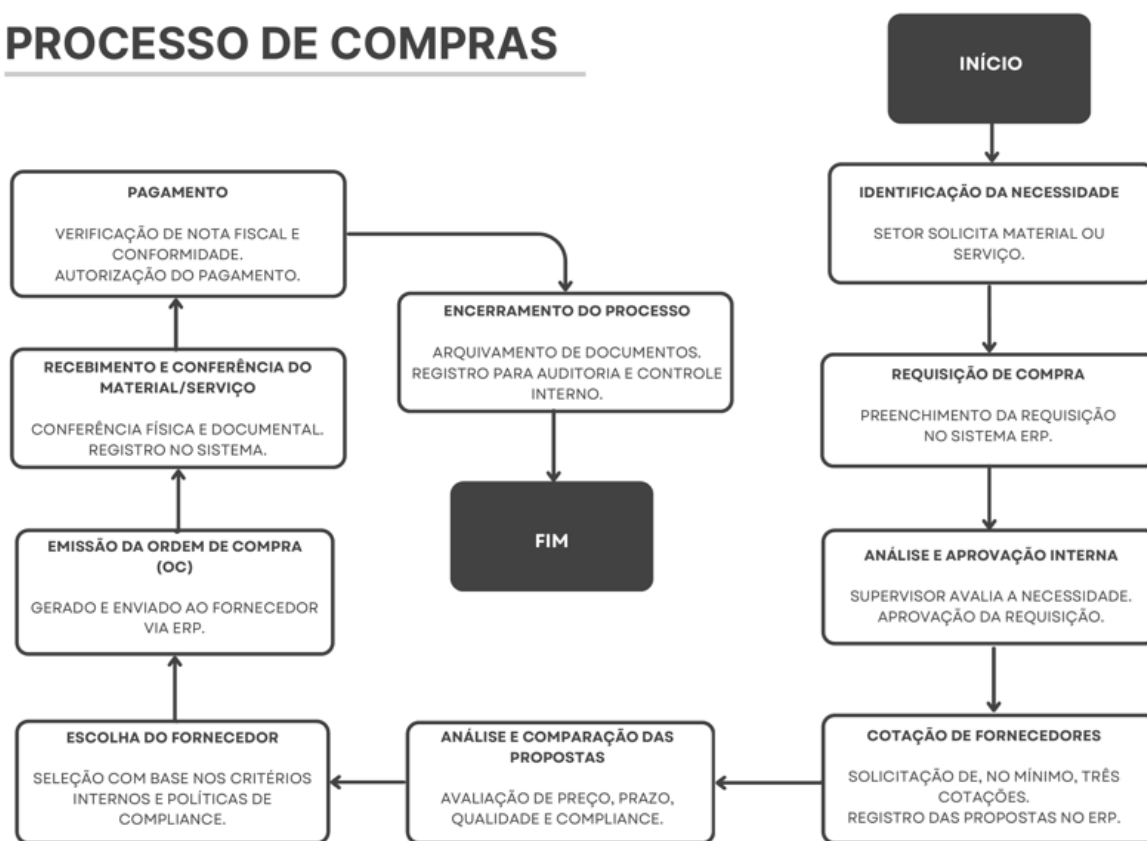 PROCESSO DE COMPRAS
INÍCIO
IDENTIFICAÇÃO DA NECESSIDADE
SETOR SOLICITA MATERIAL OU
SERVIÇO.
REQUISIÇÃO DE COMPRA
PREENCHIMENTO DA REQUISIÇÃO
NO SISTEMA ERP.
ANÁLISE E APROVAÇÃO INTERNA
SUPERVISOR AVALIA A NECESSIDADE.
APROVAÇÃO DA REQUISIÇÃO.
COTAÇÃO DE FORNECEDORES
SOLICITAÇÃO DE, NO MÍNIMO, TRÊS
COTAÇÕES.
REGISTRO DAS PROPOSTAS NO ERP.
ANÁLISE E COMPARAÇÃO DAS
PROPOSTAS
AVALIAÇÃO DE PREÇO, PRAZO,
QUALIDADE E COMPLIANCE.
ESCOLHA DO FORNECEDOR
SELEÇÃO COM BASE NOS CRITÉRIOS
INTERNOS E POLÍTICAS DE
COMPLIANCE.
EMISSÃO DA ORDEM DE COMPRA
(OC)
GERADO E ENVIADO AO FORNECEDOR
VIA ERP.
RECEBIMENTO E CONFERÊNCIA DO
MATERIAL/SERVIÇO
CONFERÊNCIA FÍSICA E DOCUMENTAL.
REGISTRO NO SISTEMA.
PAGAMENTO
VERIFICAÇÃO DE NOTA FISCAL E
CONFORMIDADE.
AUTORIZAÇÃO DO PAGAMENTO.
ENCERRAMENTO DO PROCESSO
ARQUIVAMENTO DE DOCUMENTOS.
REGISTRO PARA AUDITORIA E CONTROLE
INTERNO.
FIM